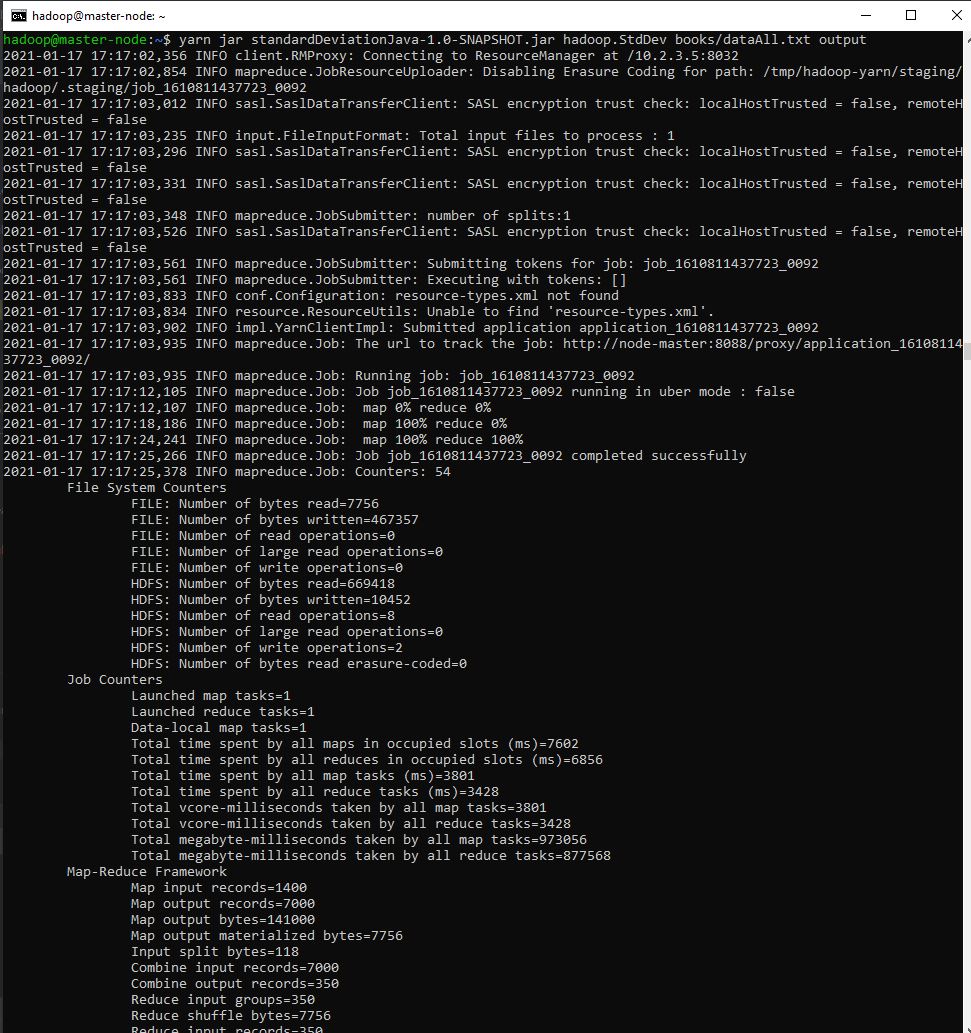 hadoop@master-node: ~
hadoop@master-node:~$ yarn jar standardDeviationJava-1.0-SNAPSHOT.jar hadoop.StdDev books/dataAll.txt output
2021-01-17 17:17:02,356 INFO client.RMProxy: Connecting to ResourceManager at /10.2.3.5:8032
2021-01-17 17:17:02,854 INFO mapreduce.JobResourceUploader: Disabling Erasure Coding for path: /tmp/hadoop-yarn/staging/
hadoop/.staging/job_1610811437723_0092
2021-01-17 17:17:03,012 INFO sasl.SaslDataTransferClient: SASL encryption trust check: localHostTrusted = false, remoteH
ostTrusted = false
2021-01-17 17:17:03,235 INFO input.FileInputFormat: Total input files to process : 1
2021-01-17 17:17:03,296 INFO sasl.SaslDataTransferClient: SASL encryption trust check: localHostTrusted = false, remoteH
ostTrusted = false
2021-01-17 17:17:03,331 INFO sasl.SaslDataTransferClient: SASL encryption trust check: localHostTrusted = false, remoteH
ostTrusted = false
2021-01-17 17:17:03,348 INFO mapreduce.JobSubmitter: number of splits:1
2021-01-17 17:17:03,526 INFO sasl.SaslDataTransferClient: SASL encryption trust check: localHostTrusted = false, remoteH
ostTrusted = false
2021-01-17 17:17:03,561 INFO mapreduce.JobSubmitter: Submitting tokens for job: job_1610811437723_0092
2021-01-17 17:17:03,561 INFO mapreduce.JobSubmitter: Executing with tokens: []
2021-01-17 17:17:03,833 INFO conf.Configuration: resource-types.xml not found
2021-01-17 17:17:03,834 INFO resource.ResourceUtils: Unable to find 'resource-types.xml'.
2021-01-17 17:17:03,902 INFO impl.YarnClientImpl: Submitted application application_1610811437723_0092
2021-01-17 17:17:03,935 INFO mapreduce.Job: The url to track the job: http://node-master:8088/proxy/application_16108114
37723_0092/
2021-01-17 17:17:03,935 INFO mapreduce.Job: Running job: job_1610811437723_0092
2021-01-17 17:17:12,105 INFO mapreduce.Job: Job job_1610811437723_0092 running in uber mode : false
2021-01-17 17:17:12,107 INFO mapreduce.Job:  map 0% reduce 0%
2021-01-17 17:17:18,186 INFO mapreduce.Job:  map 100% reduce 0%
2021-01-17 17:17:24,241 INFO mapreduce.Job:  map 100% reduce 100%
2021-01-17 17:17:25,266 INFO mapreduce.Job: Job job_1610811437723_0092 completed successfully
2021-01-17 17:17:25,378 INFO mapreduce.Job: Counters: 54
File System Counters
FILE: Number of bytes read=7756
FILE: Number of bytes written=467357
FILE: Number of read operations=0
FILE: Number of large read operations=0
FILE: Number of write operations=0
HDFS: Number of bytes read=669418
HDFS: Number of bytes written=10452
HDFS: Number of read operations=8
HDFS: Number of large read operations=0
HDFS: Number of write operations=2
HDFS: Number of bytes read erasure-coded=0
Job Counters
Launched map tasks=1
Launched reduce tasks=1
Data-local map tasks=1
Total time spent by all maps in occupied slots (ms)=7602
Total time spent by all reduces in occupied slots (ms)=6856
Total time spent by all map tasks (ms)=3801
Total time spent by all reduce tasks (ms)=3428
Total vcore-milliseconds taken by all map tasks=3801
Total vcore-milliseconds taken by all reduce tasks=3428
Total megabyte-milliseconds taken by all map tasks=973056
Total megabyte-milliseconds taken by all reduce tasks=877568
Map-Reduce Framework
Map input records=1400
Map output records=7000
Map output bytes=141000
Map output materialized bytes=7756
Input split bytes=118
Combine input records=7000
Combine output records=350
Reduce input groups=350
Reduce shuffle bytes=7756
Reduce input records=350